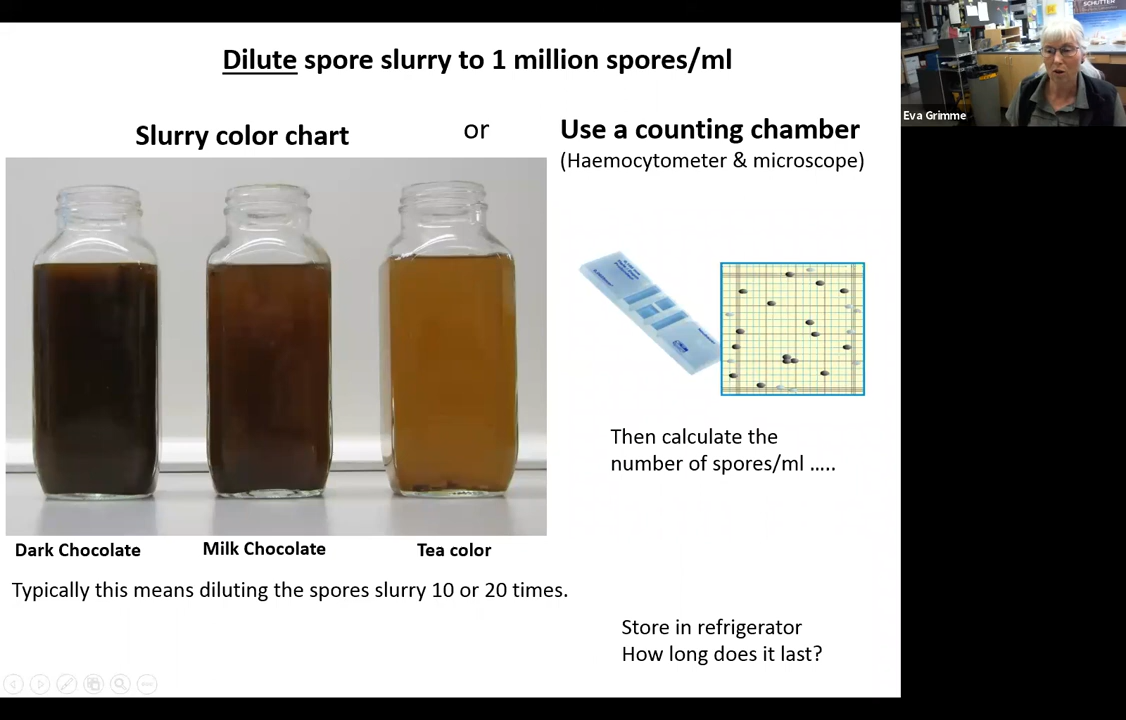 Dilute spore slurry to 1 million spores/ml
Slurry color chart
or
Use a counting chamber
(Haemocytometer & microscope)
SCHUTTER
Eva Grimme
Then calculate the
number of spores/ml .....
Dark Chocolate
Milk Chocolate
Tea color
Typically this means diluting the spores slurry 10 or 20 times.
Store in refrigerator
How long does it last?